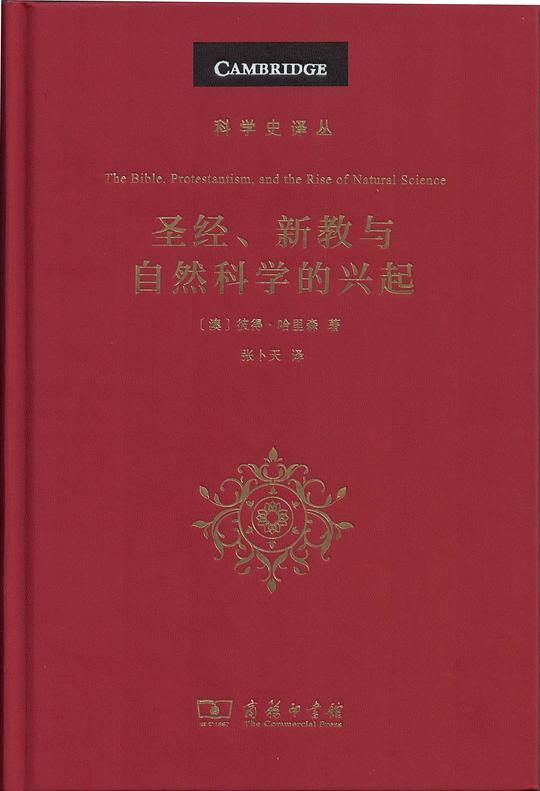 CAMBRIDGE
科学史译丛
The Bible, Protestantism, and the Rise of Natural Science
圣经、新教与
自然科学的兴起
〔澳〕彼得·哈里森 著
张卜天 译
商务印书馆
The Commercial Press